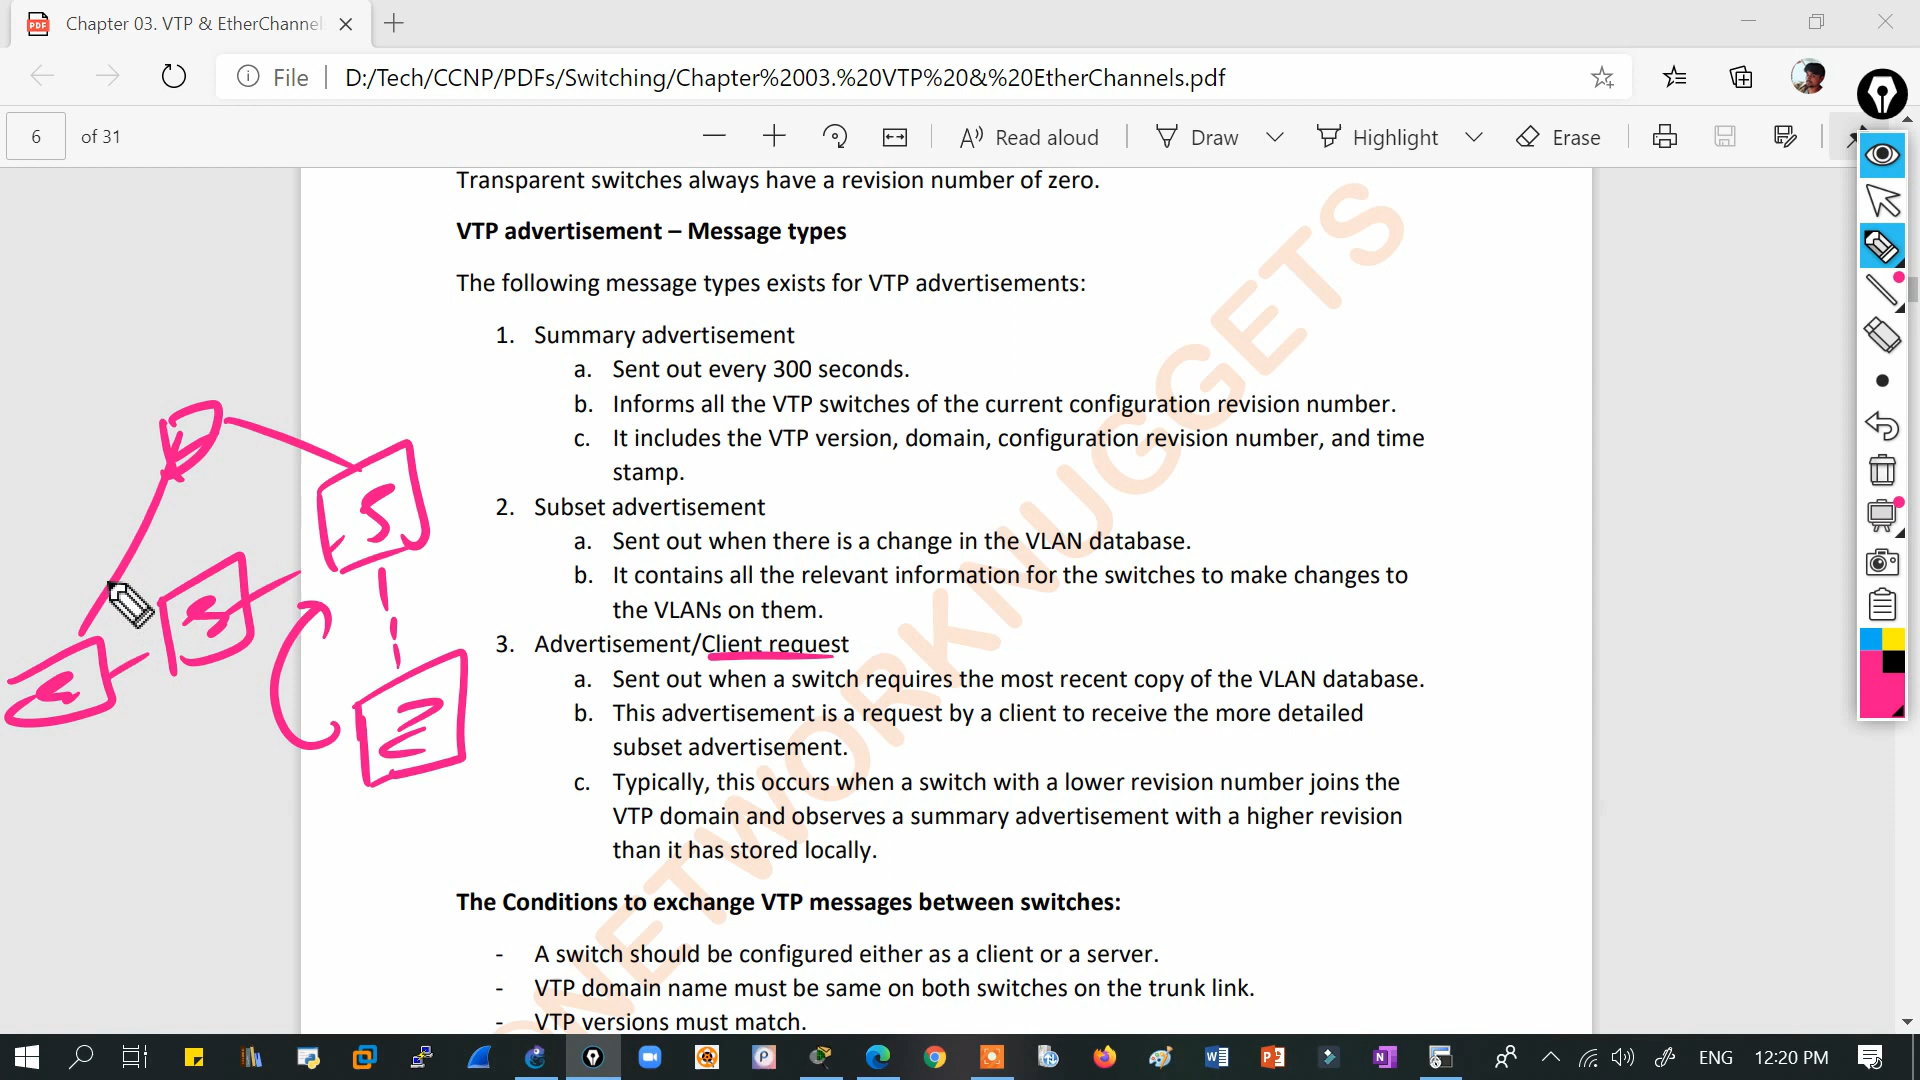 Chapter 03. VTP & EtherChannel
File
D:/Tech/CCNP/PDFs/Switching/Chapter%2003.%20VTP%20&%20EtherChannels.pdf
6 of 31
Read aloud
Draw
Highlight
Erase
Transparent switches always have a revision number of zero.
VTP advertisement – Message types
The following message types exists for VTP advertisements:
1. Summary advertisement
a. Sent out every 300 seconds.
b. Informs all the VTP switches of the current configuration revision number.
c. It includes the VTP version, domain, configuration revision number, and time
stamp.
2. Subset advertisement
a. Sent out when there is a change in the VLAN database.
b. It contains all the relevant information for the switches to make changes to
the VLANs on them.
3. Advertisement/Client request
a. Sent out when a switch requires the most recent copy of the VLAN database.
b. This advertisement is a request by a client to receive the more detailed
subset advertisement.
c. Typically, this occurs when a switch with a lower revision number joins the
VTP domain and observes a summary advertisement with a higher revision
than it has stored locally.
The Conditions to exchange VTP messages between switches:
- A switch should be configured either as a client or a server.
- VTP domain name must be same on both switches on the trunk link.
- VTP versions must match.
ONETWORKNUGGETS
S
ENG
12:20 PM